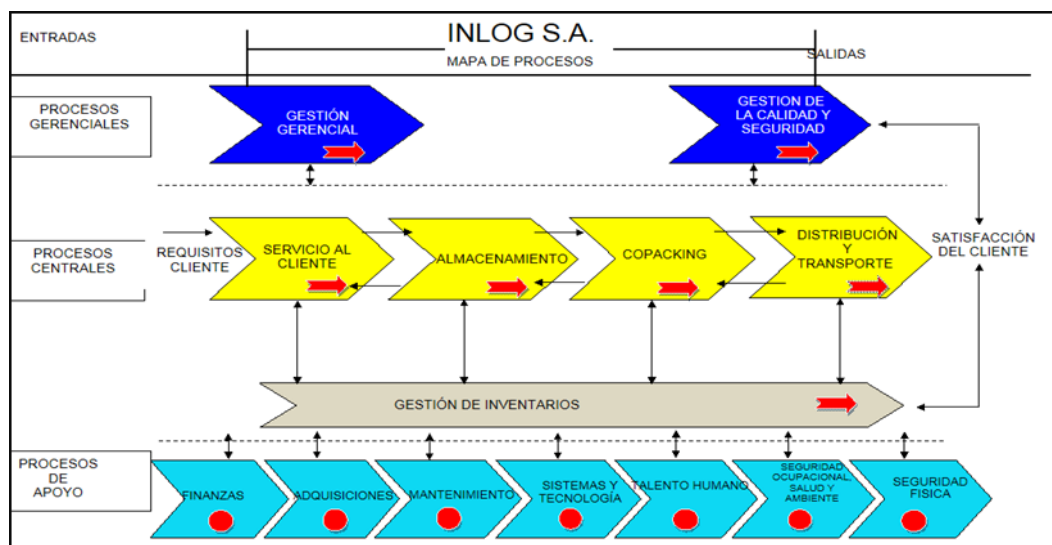 ENTRADAS
INLOG S.A.
MAPA DE PROCESOS
SALIDAS
PROCESOS
GERENCIALES
GESTIÓN
GERENCIAL
GESTION DE
LA CALIDAD Y
SEGURIDAD
PROCESOS
CENTRALES
REQUISITOS
CLIENTE
SERVICIO AL
CLIENTE
ALMACENAMIENTO
COPACKING
DISTRIBUCIÓN
Y
TRANSPORTE
SATISFACCIÓN
DEL CLIENTE
GESTIÓN DE INVENTARIOS
PROCESOS
DE
APOYO
FINANZAS
ADQUISICIONES
MANTENIMIENTO
SISTEMAS Y
TECNOLOGÍA
TALENTO HUMANO
SEGURIDAD
OCUPACIONAL,
SALUD Y
AMBIENTE
SEGURIDAD
FISICA